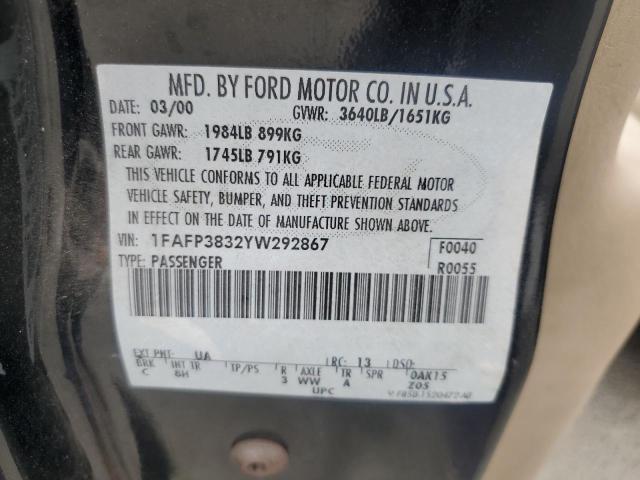 MFD. BY FORD MOTOR CO. IN U.S.A.
DATE: 03/00 GVWR: 3640LB/1651KG
FRONT GAWR: 1984LB 899KG
REAR GAWR: 1745LB 791KG
THIS VEHICLE CONFORMS TO ALL APPLICABLE FEDERAL MOTOR
VEHICLE SAFETY, BUMPER, AND THEFT PREVENTION STANDARDS
IN EFFECT ON THE DATE OF MANUFACTURE SHOWN ABOVE.
VIN: 1FAFP3832YW292867 F0040
TYPE: PASSENGER R0055
EXT PNT: UA RC: 13 DSO:
BRK INT TR TP/PS R AXLE TR SPR 0AK15
C 8H 3 WW A Z05
UPC